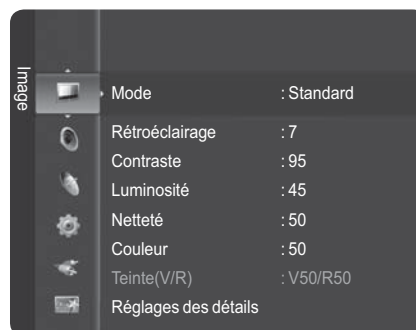 Image
Mode : Standard
Rétroéclairage : 7
Contraste : 95
Luminosité : 45
Netteté : 50
Couleur : 50
Teinte(V/R) : V50/R50
Réglages des détails